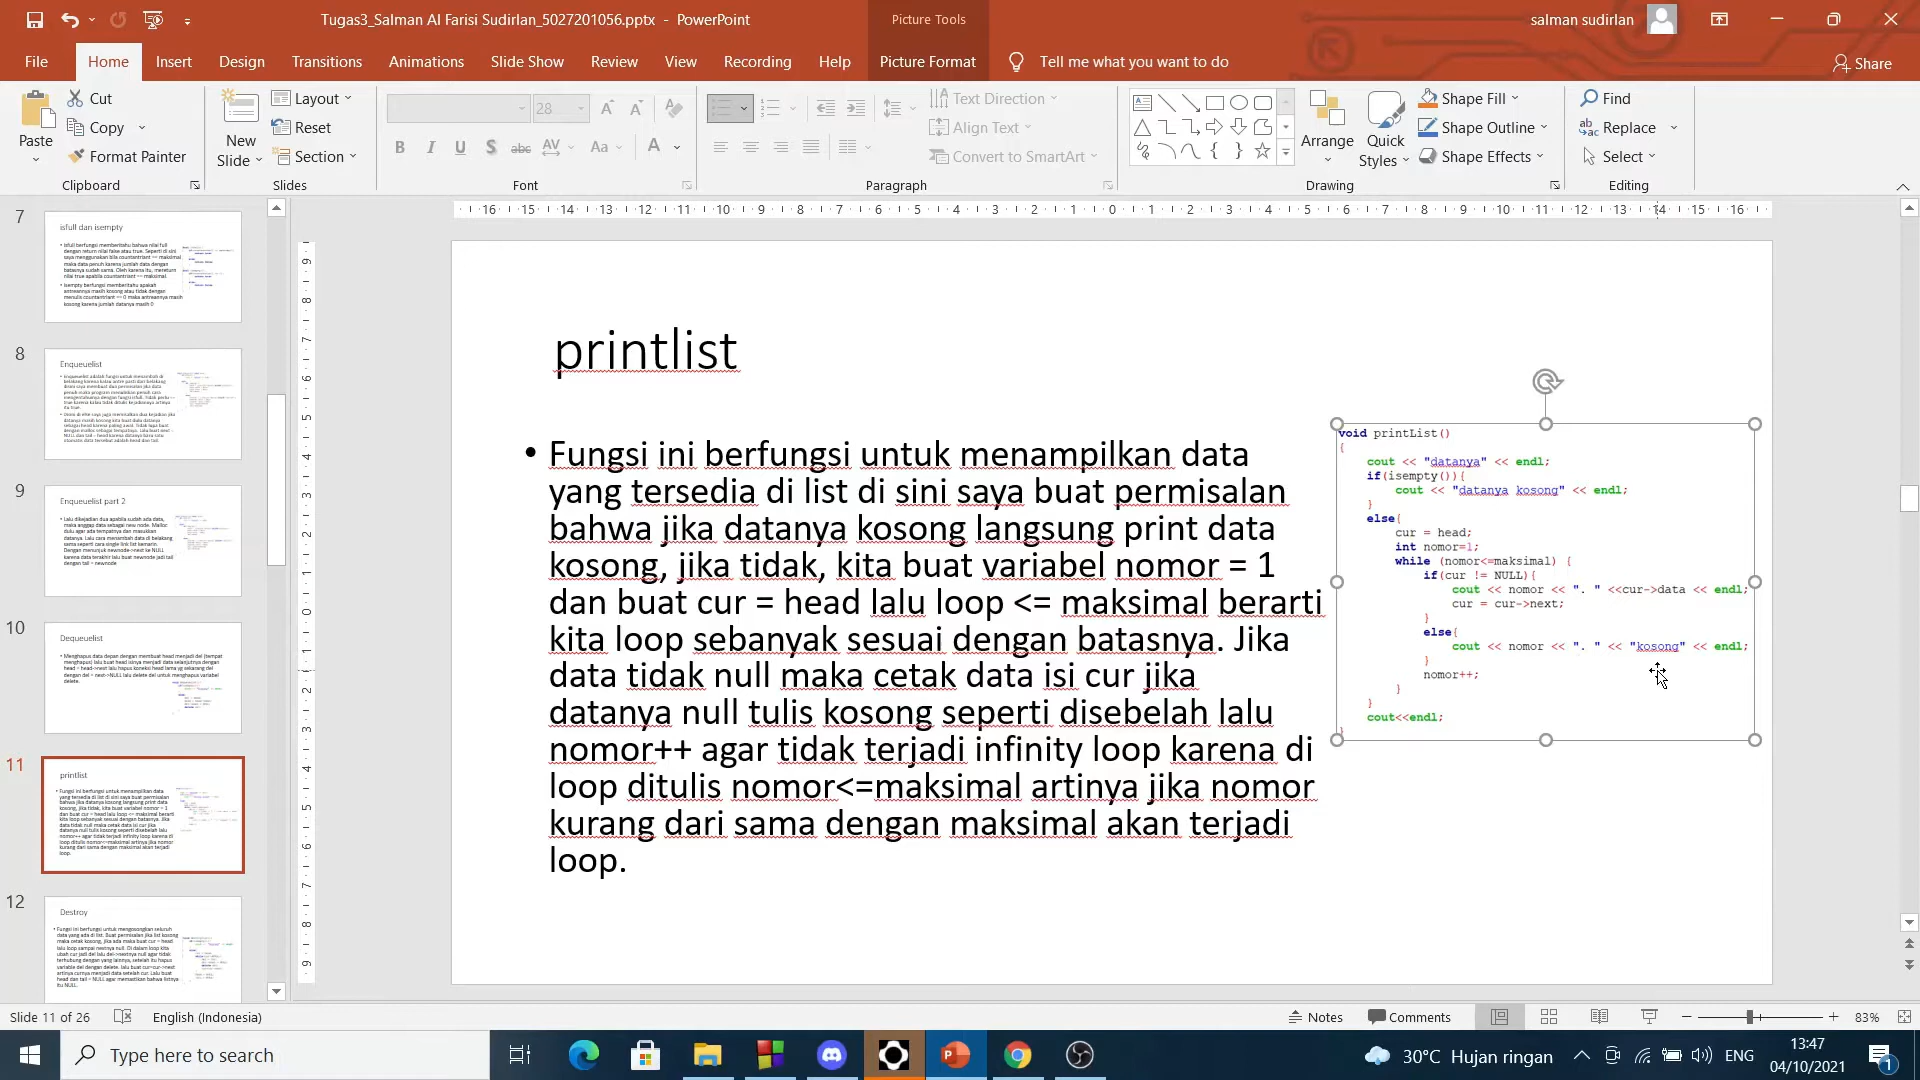 Tugas3_Salman Al Farisi Sudirlan_5027201056.pptx - PowerPoint
Picture Tools
salman sudirlan
File
Home
Insert
Design
Transitions
Animations
Slide Show
Review
View
Recording
Help
Picture Format
Tell me what you want to do
Share
Paste
Cut
Copy
Format Painter
Clipboard
New
Slide
Layout
Reset
Section
Slides
28
Font
Text Direction
Align Text
Convert to SmartArt
Paragraph
Arrange
Quick
Styles
Shape Fill
Shape Outline
Shape Effects
Drawing
Find
Replace
Select
Editing
7
isfull dan isempty
8
Enqueuelist
9
Enqueuelist part 2
10
Dequeuelist
11
printlist
12
Destroy
printlist
• Fungsi ini berfungsi untuk menampilkan data
yang tersedia di list di sini saya buat permisalan
bahwa jika datanya kosong langsung print data
kosong, jika tidak, kita buat variabel nomor = 1
dan buat cur = head lalu loop <= maksimal berarti
kita loop sebanyak sesuai dengan batasnya. Jika
data tidak null maka cetak data isi cur jika
datanya null tulis kosong seperti disebelah lalu
nomor++ agar tidak terjadi infinity loop karena di
loop ditulis nomor<=maksimal artinya jika nomor
kurang dari sama dengan maksimal akan terjadi
loop.
void printList()
{
cout << "datanya" << endl;
if(isempty()){
cout << "datanya kosong" << endl;
}
else{
cur = head;
int nomor=1;
while (nomor<=maksimal) {
if(cur != NULL){
cout << nomor << ". " <<cur->data << endl;
cur = cur->next;
}
else{
cout << nomor << ". " << "kosong" << endl;
}
nomor++;
}
}
cout<<endl;
}
Slide 11 of 26
English (Indonesia)
Notes
Comments
83%
Type here to search
30°C Hujan ringan
ENG
13:47
04/10/2021
1